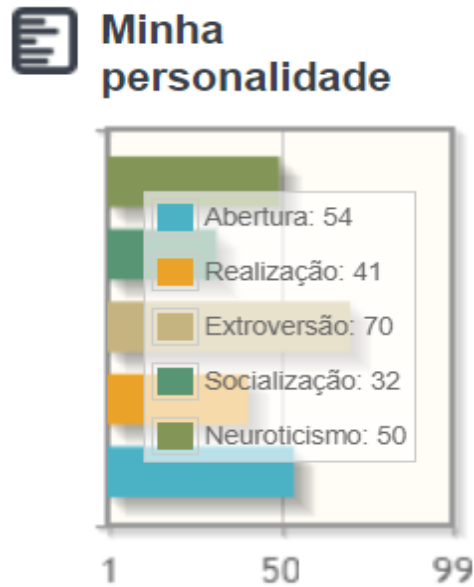 Minha
personalidade
Abertura: 54
Realização: 41
Extroversão: 70
Socialização: 32
Neuroticismo: 50
1 50 99